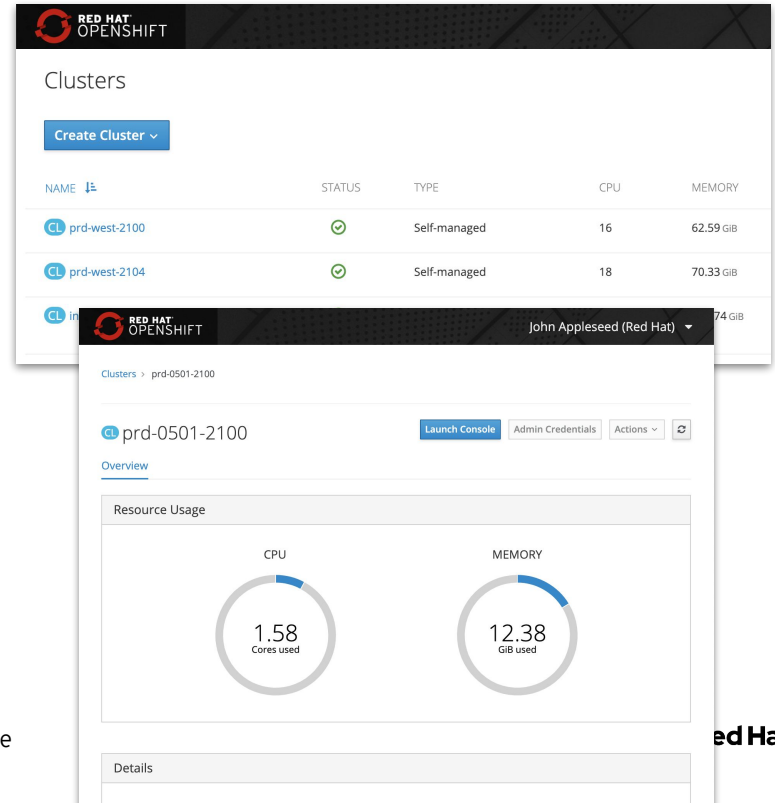 RED HAT
OPENSHIFT
Clusters
Create Cluster
NAME STATUS TYPE CPU MEMORY
CL prd-west-2100 Self-managed 16 62.59 GiB
CL prd-west-2104 Self-managed 18 70.33 GiB
CL in 74 GiB
RED HAT
OPENSHIFT
John Appleseed (Red Hat)
Clusters > prd-0501-2100
CL prd-0501-2100
Launch Console Admin Credentials Actions
Overview
Resource Usage
CPU MEMORY
1.58 12.38
Cores used GiB used
e ed Ha
Details